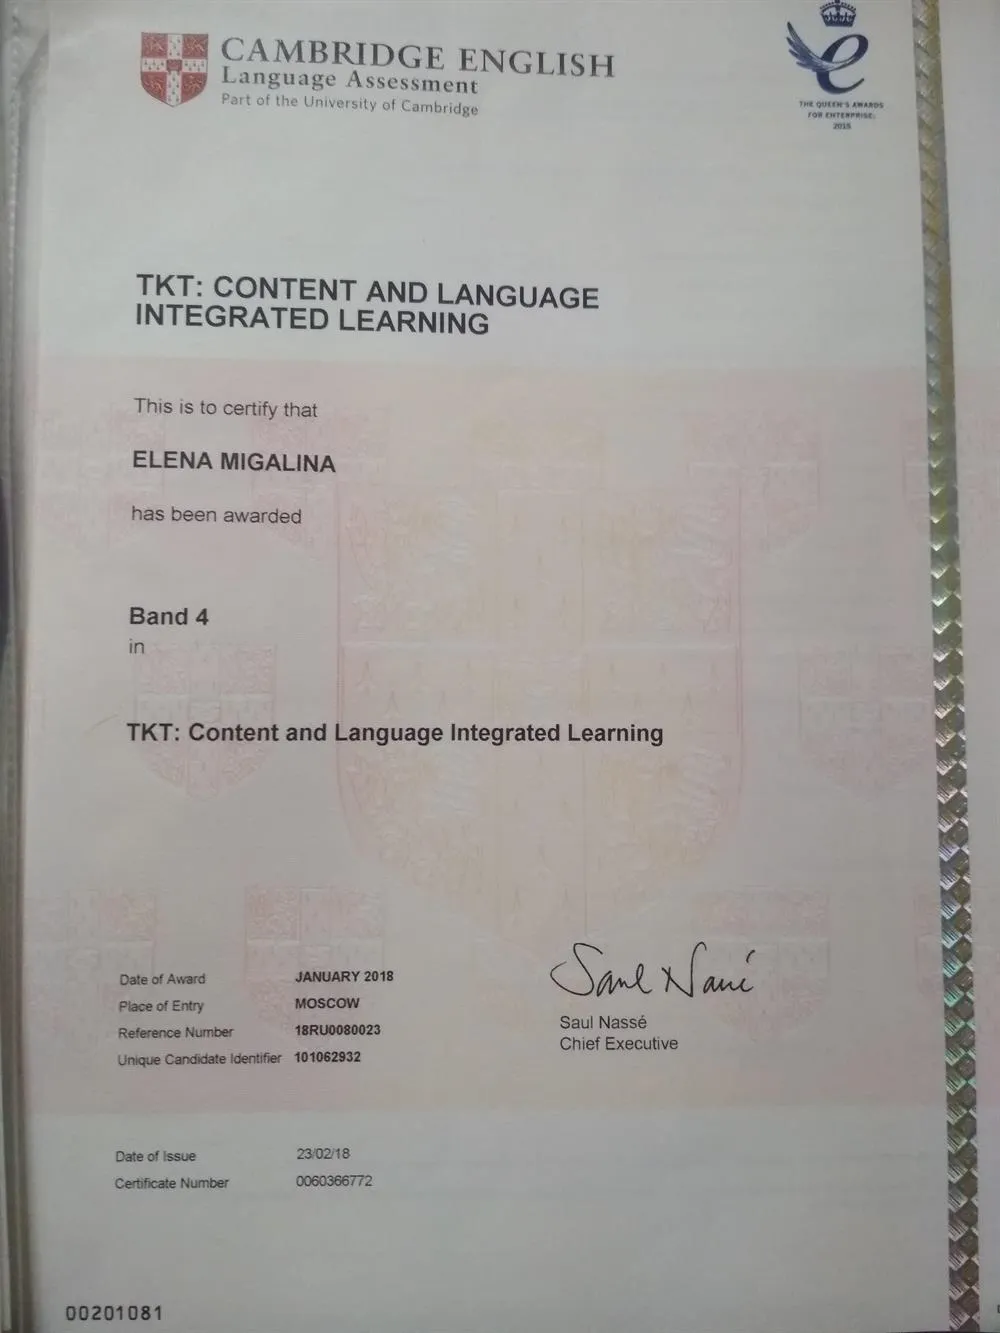 CAMBRIDGE ENGLISH
Language Assessment
Part of the University of Cambridge
THE QUEEN'S AWARDS
FOR ENTERPRISE:
2015
TKT: CONTENT AND LANGUAGE
INTEGRATED LEARNING
This is to certify that
ELENA MIGALINA
has been awarded
Band 4
in
TKT: Content and Language Integrated Learning
Date of Award JANUARY 2018
Place of Entry MOSCOW
Reference Number 18RU0080023
Unique Candidate Identifier 101062932
Saul Nassé
Saul Nassé
Chief Executive
Date of Issue 23/02/18
Certificate Number 0060366772
00201081